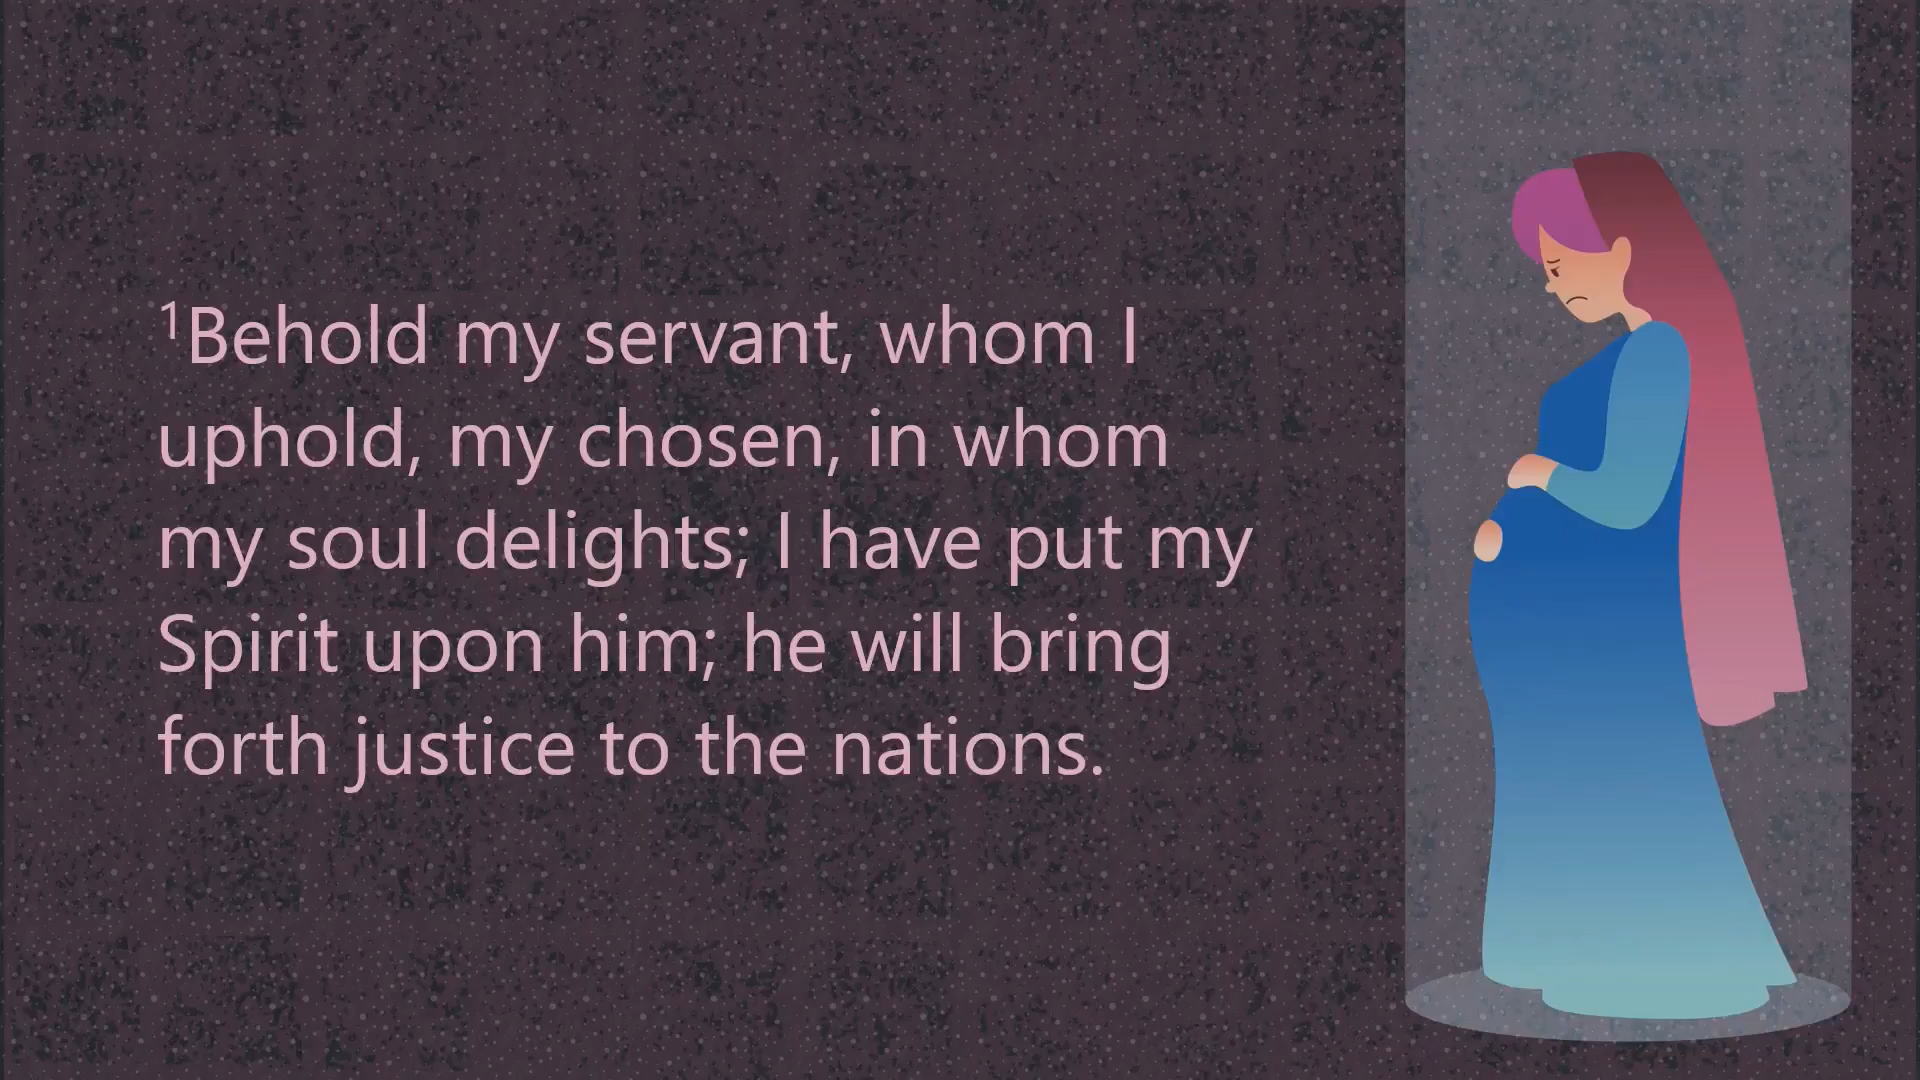 ¹Behold my servant, whom I
uphold, my chosen, in whom
my soul delights; I have put my
Spirit upon him; he will bring
forth justice to the nations.